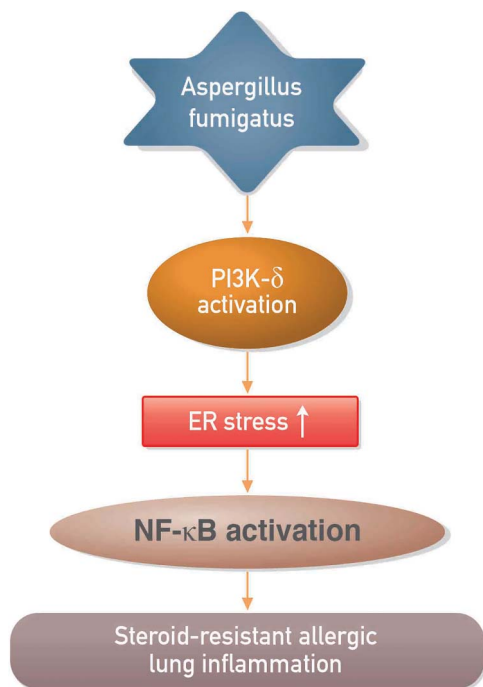 Aspergillus
fumigatus
PI3K-δ
activation
ER stress ↑
NF-κB activation
Steroid-resistant allergic
lung inflammation